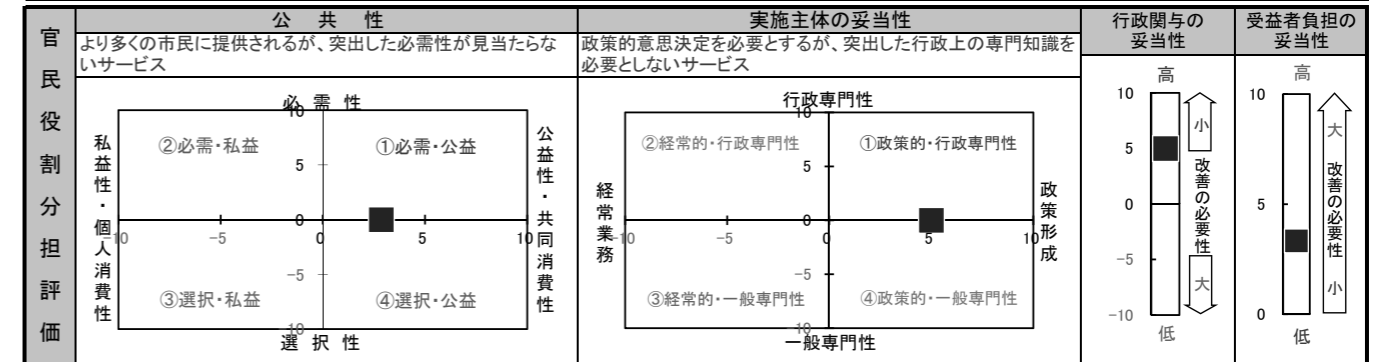 官民役割分担評価
公共性
より多くの市民に提供されるが、突出した必需性が見当たらな
いサービス
必需性
10
②必需・私益
①必需・公益
5
私益性・個人消費性
公益性・共同消費性
0
-10
-5
0
5
10
-5
③選択・私益
④選択・公益
-10
選択性
実施主体の妥当性
政策的意思決定を必要とするが、突出した行政上の専門知識を
必要としないサービス
行政専門性
10
②経常的・行政専門性
①政策的・行政専門性
5
経常業務
政策形成
0
-10
-5
0
5
10
-5
③経常的・一般専門性
④政策的・一般専門性
-10
一般専門性
行政関与の
妥当性
高
10
5
0
-5
-10
低
小
改善の必要性
大
受益者負担の
妥当性
高
10
5
0
低
大
改善の必要性
小